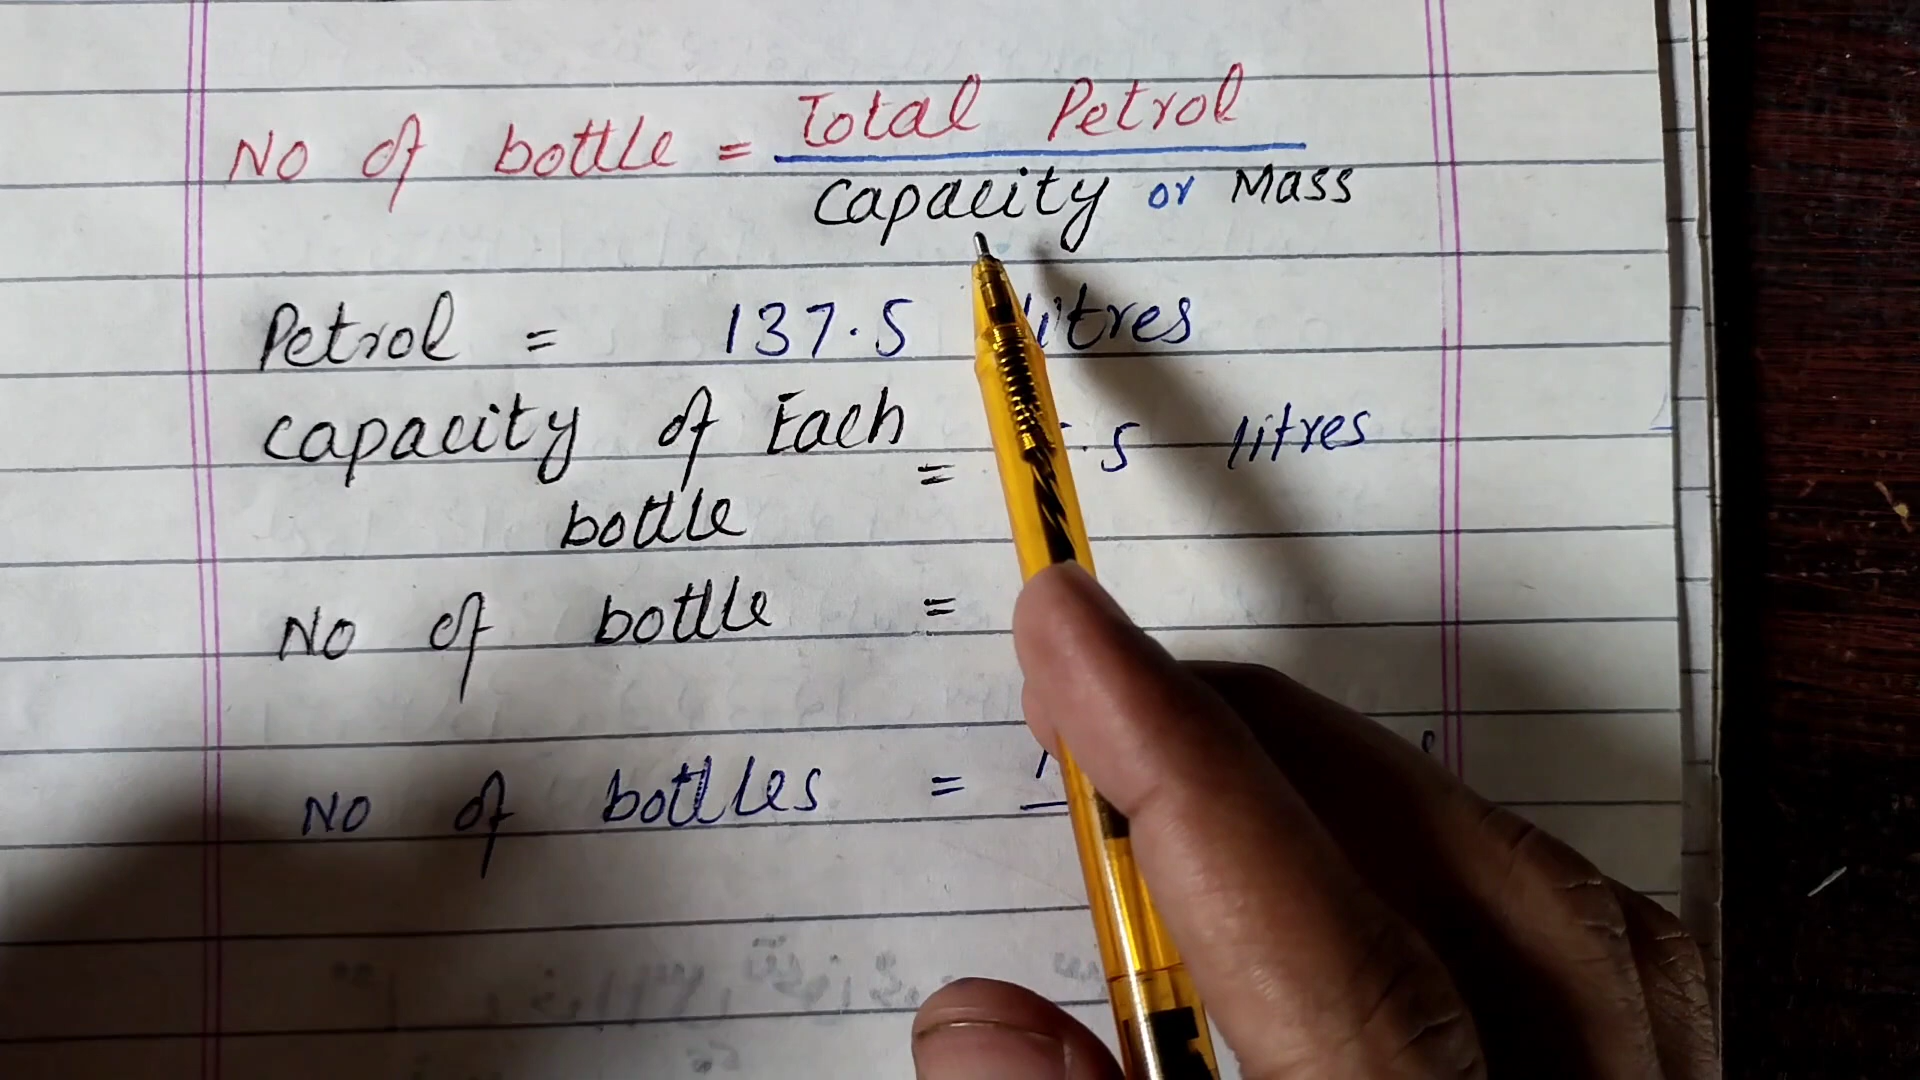 No of bottle = Total Petrol
Capacity or Mass
Petrol = 137.5 litres
Capacity of Each
= .5 litres
bottle
No of bottle =
No of bottles =